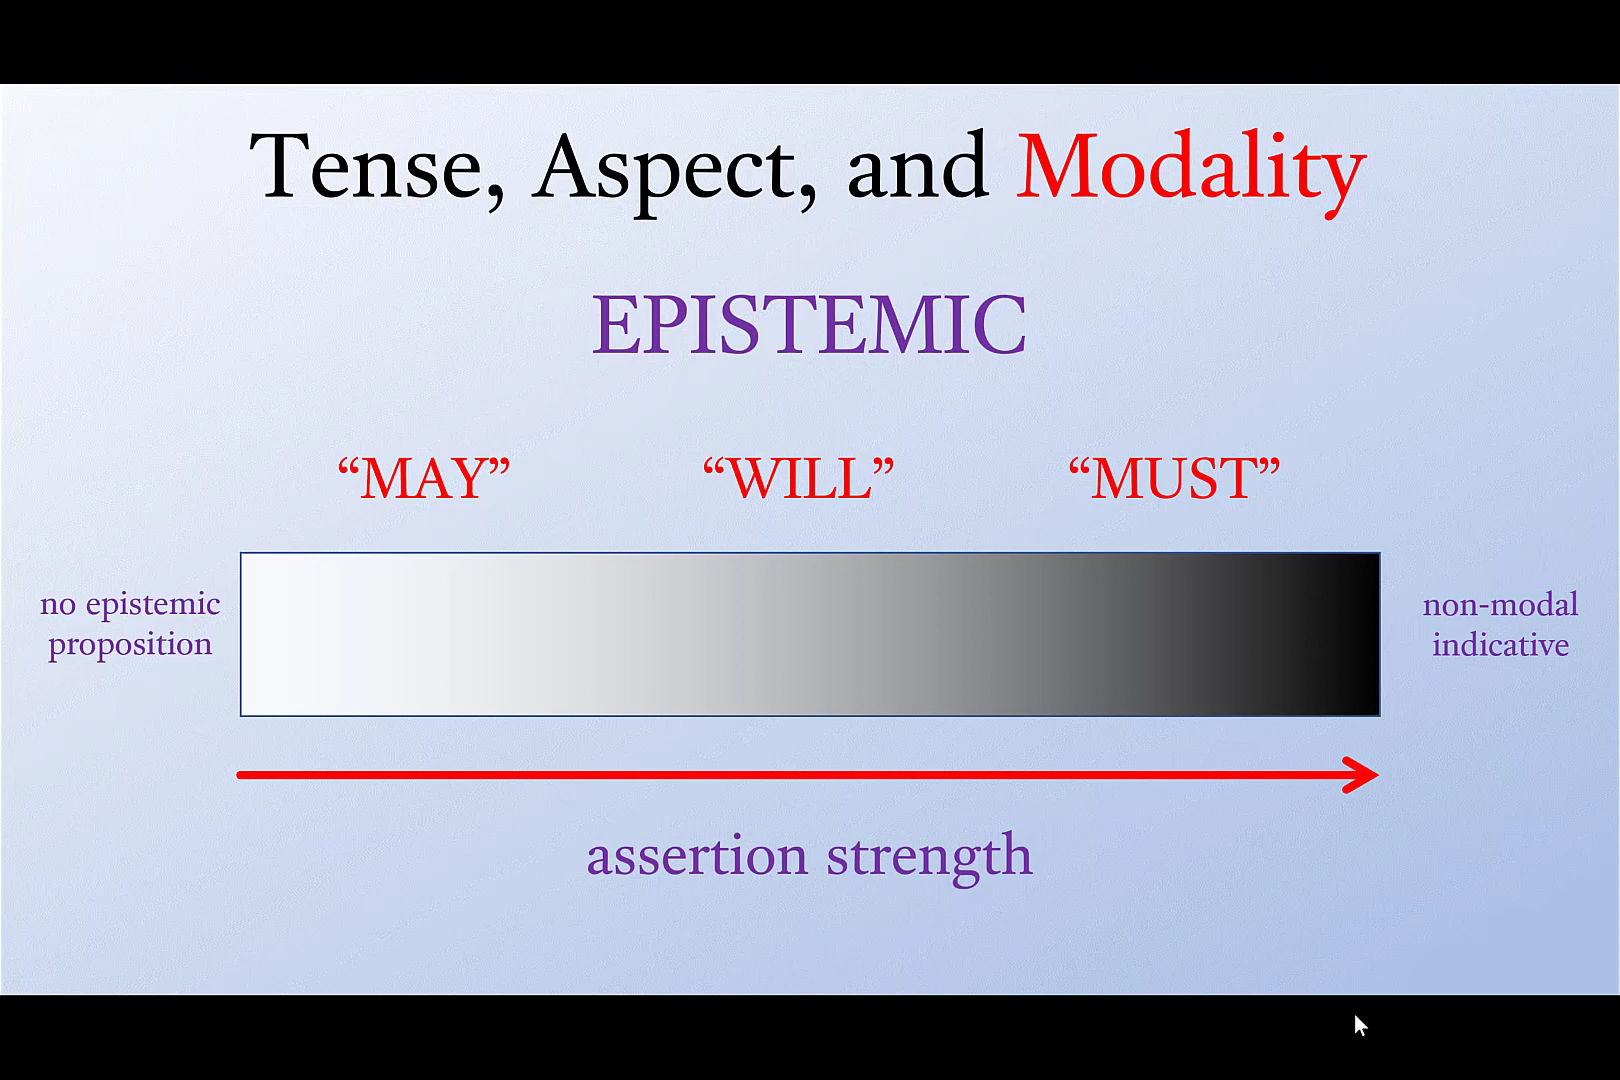 Tense, Aspect, and Modality
EPISTEMIC
“MAY” “WILL” “MUST”
no epistemic
proposition
non-modal
indicative
assertion strength